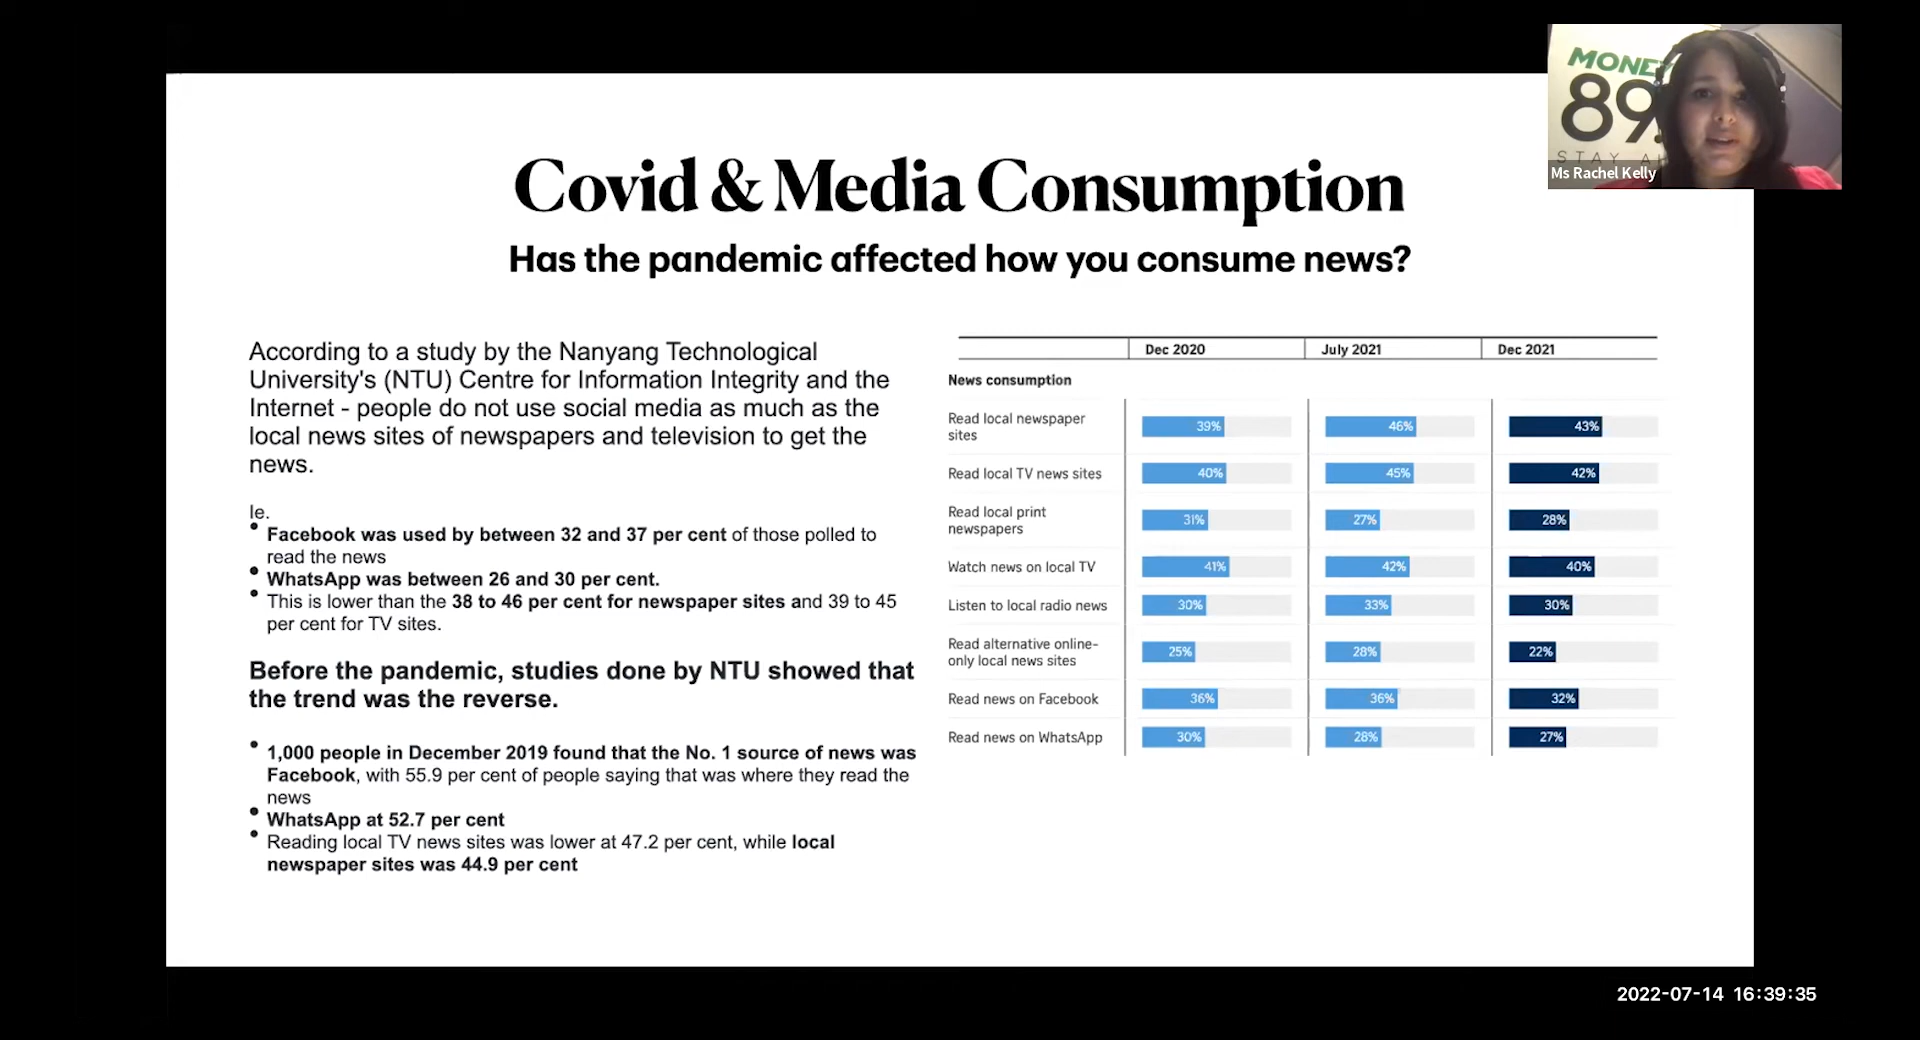 MONE
89.
STAY A
Ms Rachel Kelly
Covid & Media Consumption
Has the pandemic affected how you consume news?
According to a study by the Nanyang Technological
University's (NTU) Centre for Information Integrity and the
Internet - people do not use social media as much as the
local news sites of newspapers and television to get the
news.
Ie.
• Facebook was used by between 32 and 37 per cent of those polled to
read the news
• WhatsApp was between 26 and 30 per cent.
• This is lower than the 38 to 46 per cent for newspaper sites and 39 to 45
per cent for TV sites.
Before the pandemic, studies done by NTU showed that
the trend was the reverse.
• 1,000 people in December 2019 found that the No. 1 source of news was
Facebook, with 55.9 per cent of people saying that was where they read the
news
• WhatsApp at 52.7 per cent
• Reading local TV news sites was lower at 47.2 per cent, while local
newspaper sites was 44.9 per cent
Dec 2020 July 2021 Dec 2021
News consumption
Read local newspaper
sites 39% 46% 43%
Read local TV news sites 40% 45% 42%
Read local print
newspapers 31% 27% 28%
Watch news on local TV 41% 42% 40%
Listen to local radio news 30% 33% 30%
Read alternative online-
only local news sites 25% 28% 22%
Read news on Facebook 36% 36% 32%
Read news on WhatsApp 30% 28% 27%
2022-07-14 16:39:35